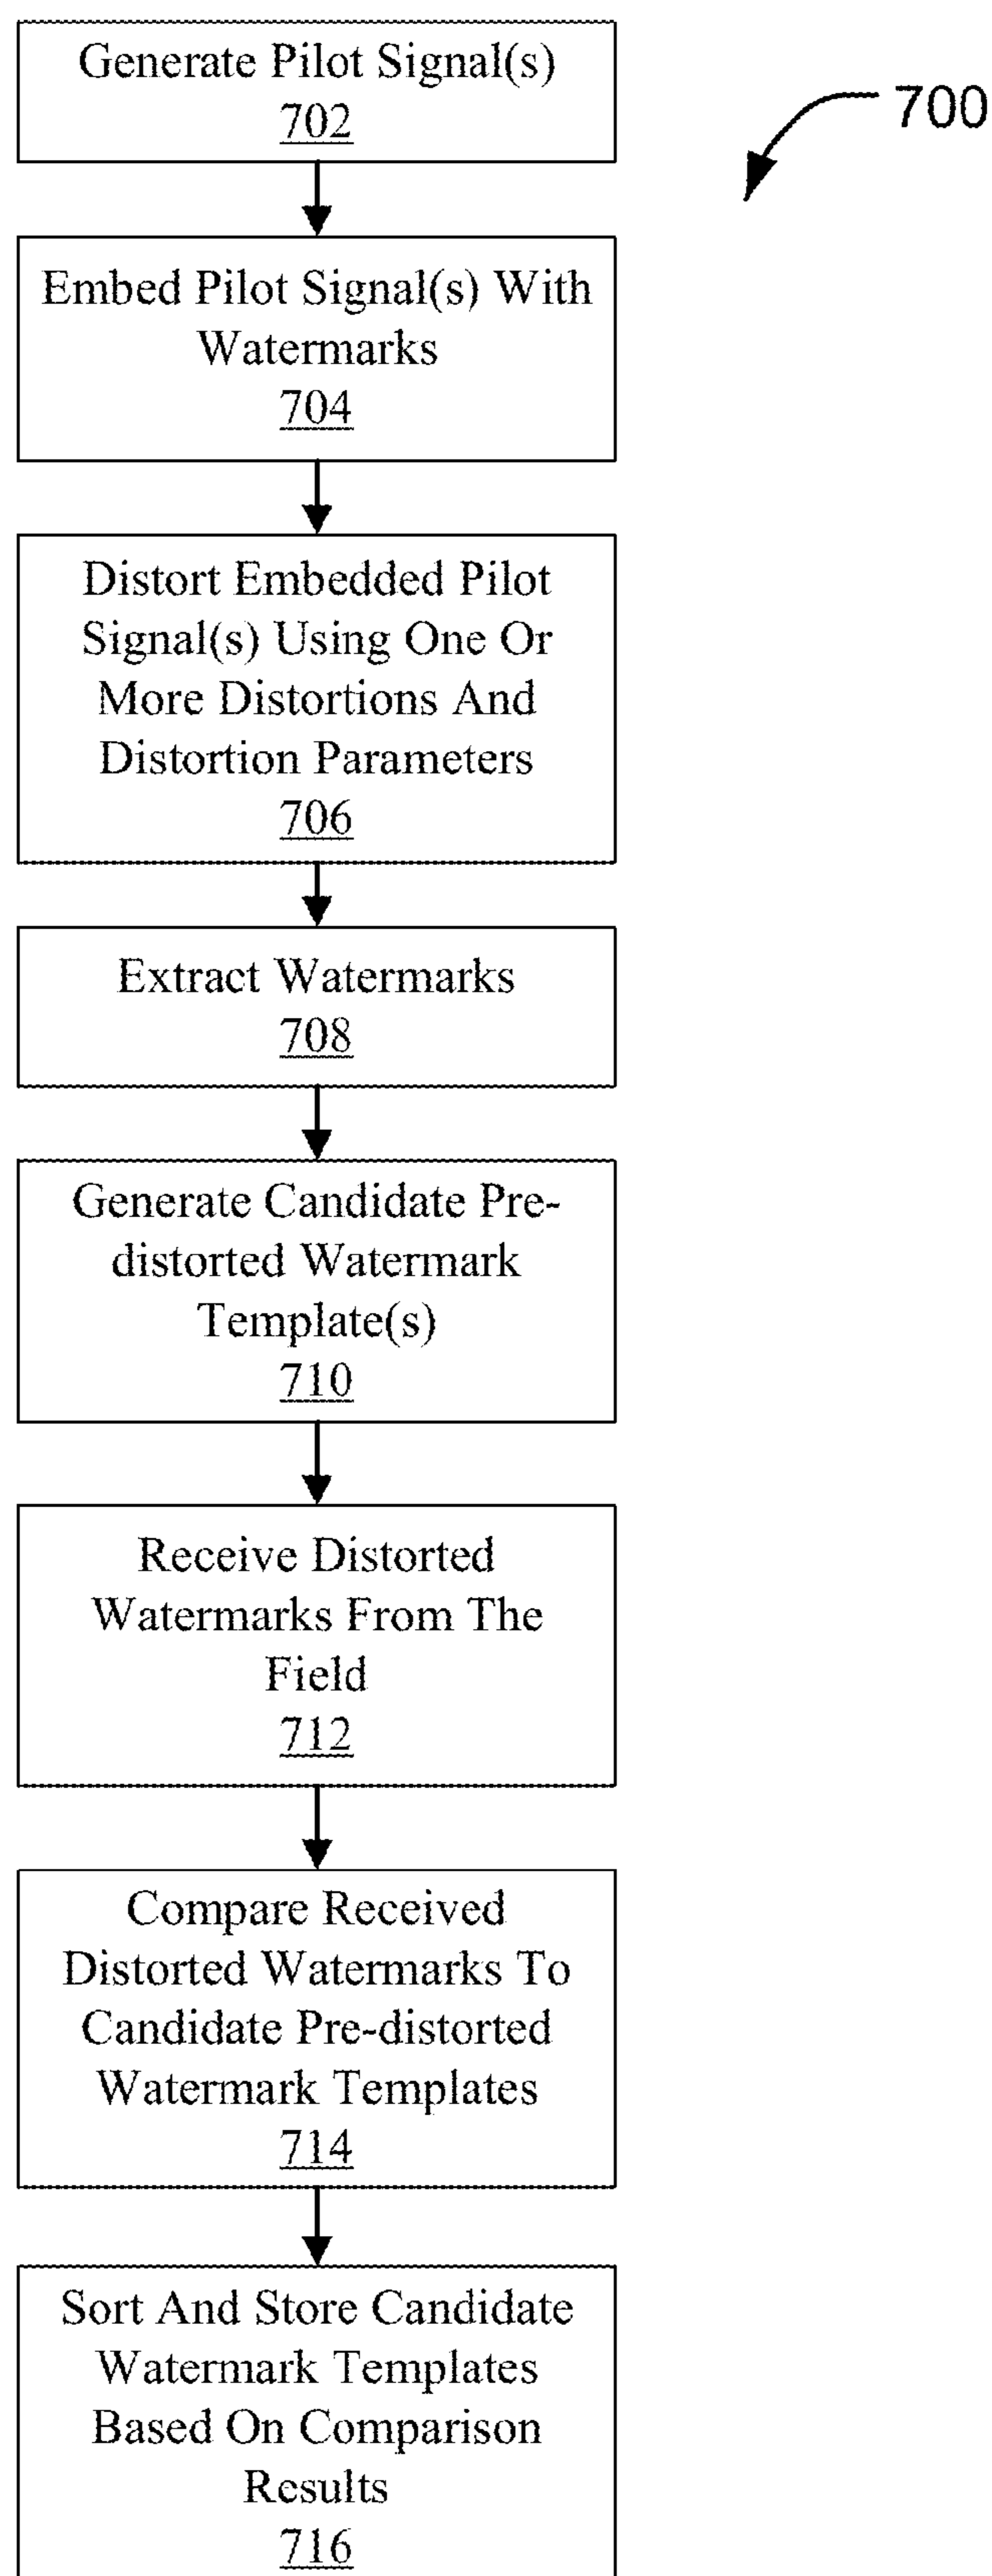 Generate Pilot Signal(s)
702
700
Embed Pilot Signal(s) With
Watermarks
704
Distort Embedded Pilot
Signal(s) Using One Or
More Distortions And
Distortion Parameters
706
Extract Watermarks
708
Generate Candidate Pre-
distorted Watermark
Template(s)
710
Receive Distorted
Watermarks From The
Field
712
Compare Received
Distorted Watermarks To
Candidate Pre-distorted
Watermark Templates
714
Sort And Store Candidate
Watermark Templates
Based On Comparison
Results
716